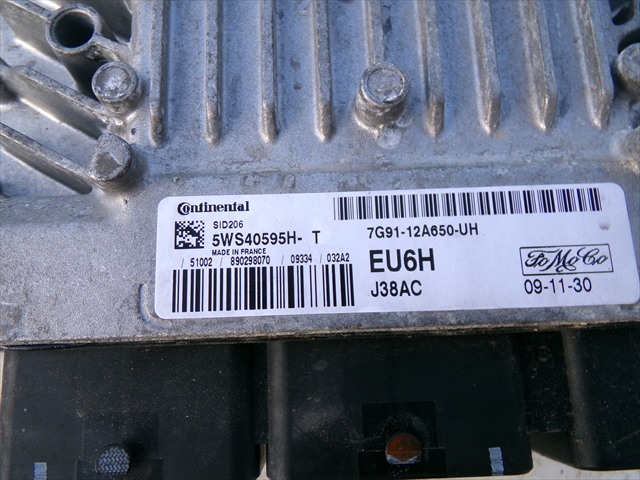 Continental
SID206
5WS40595H- T
MADE IN FRANCE
/ 51002 / 890298070 / 09334 / 032A2
7G91-12A650-UH
EU6H
J38AC
FoMoCo
09-11-30